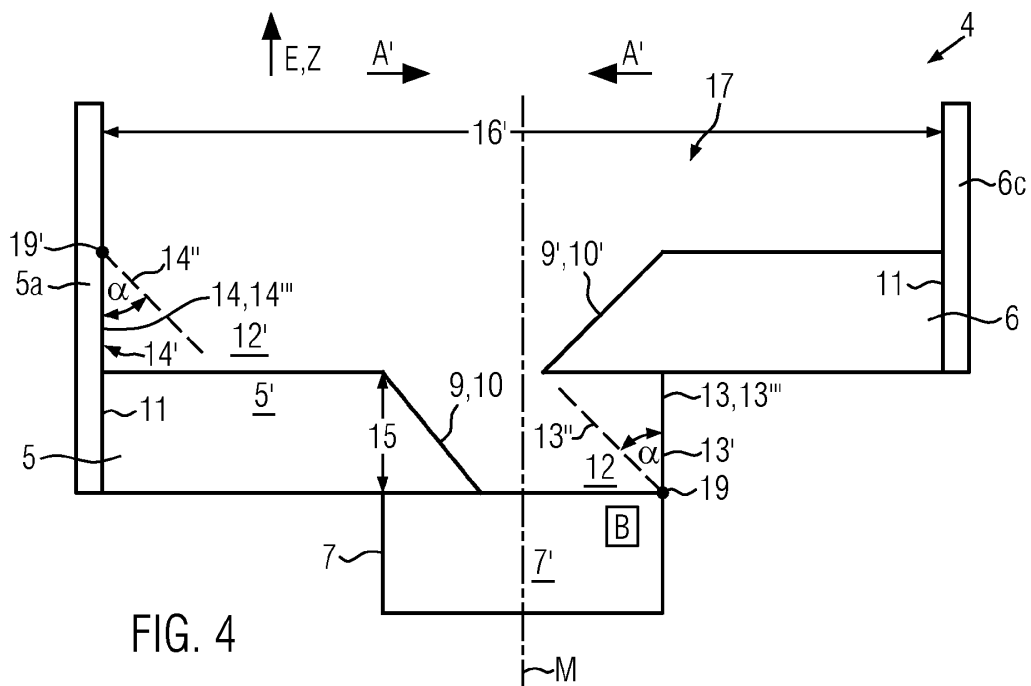 4
E,Z
A'
A'
17
16'
6c
19'
14"
9',10'
5a
α
14,14'''
11
6
12'
14'
5'
9,10
13,13'''
11
15
13"
α
13'
5
12
19
B
7
7'
FIG. 4
M